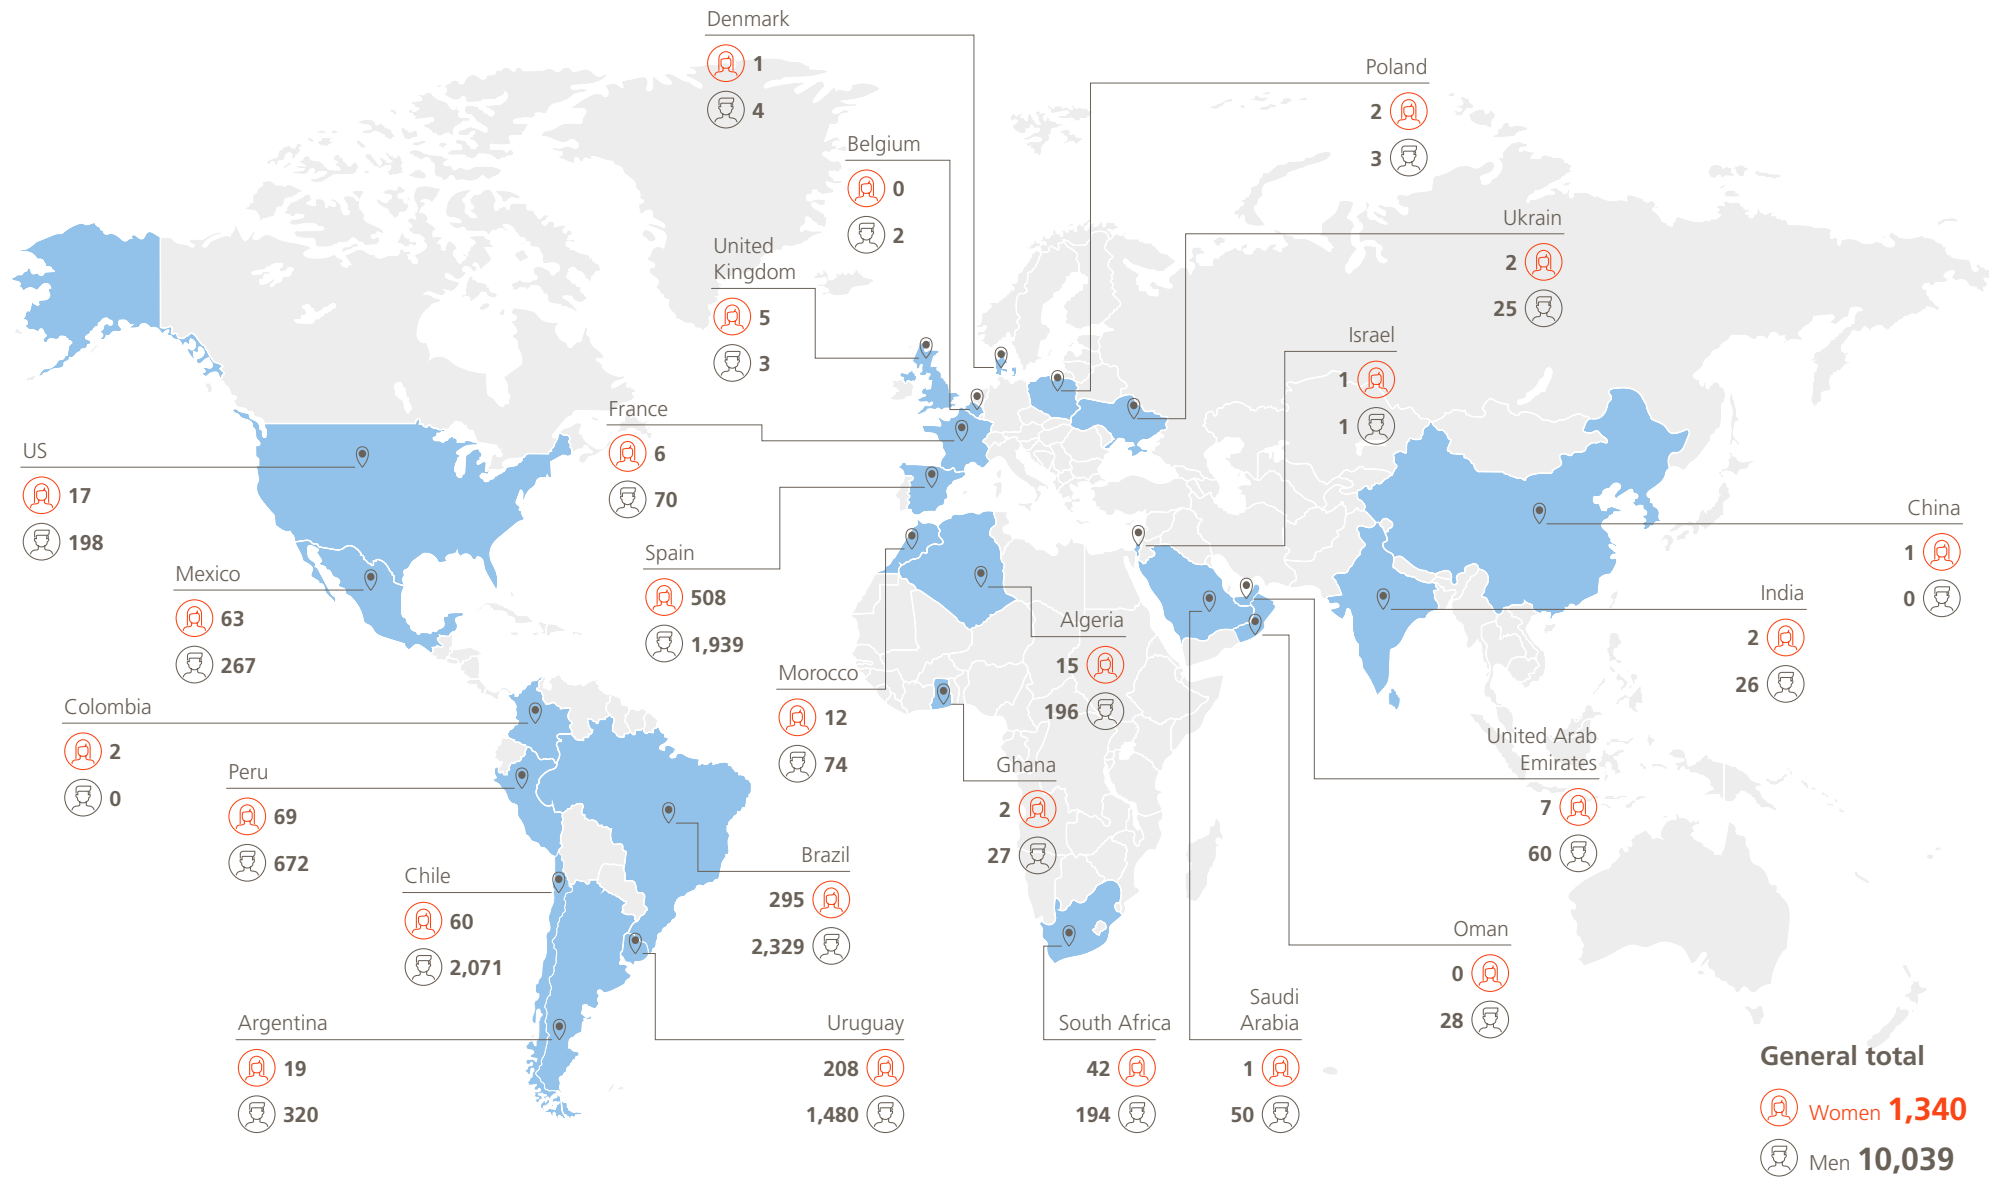 Denmark
1
4
Poland
2
3
Belgium
0
2
Ukrain
2
25
United
Kingdom
5
3
Israel
1
1
France
6
70
US
17
198
China
1
0
Spain
508
1,939
Mexico
63
267
India
2
26
Algeria
15
196
Morocco
12
74
Colombia
2
0
United Arab
Emirates
7
60
Ghana
2
27
Peru
69
672
Brazil
295
2,329
Chile
60
2,071
Oman
0
28
Argentina
19
320
Uruguay
208
1,480
South Africa
42
194
Saudi
Arabia
1
50
General total
Women 1,340
Men 10,039